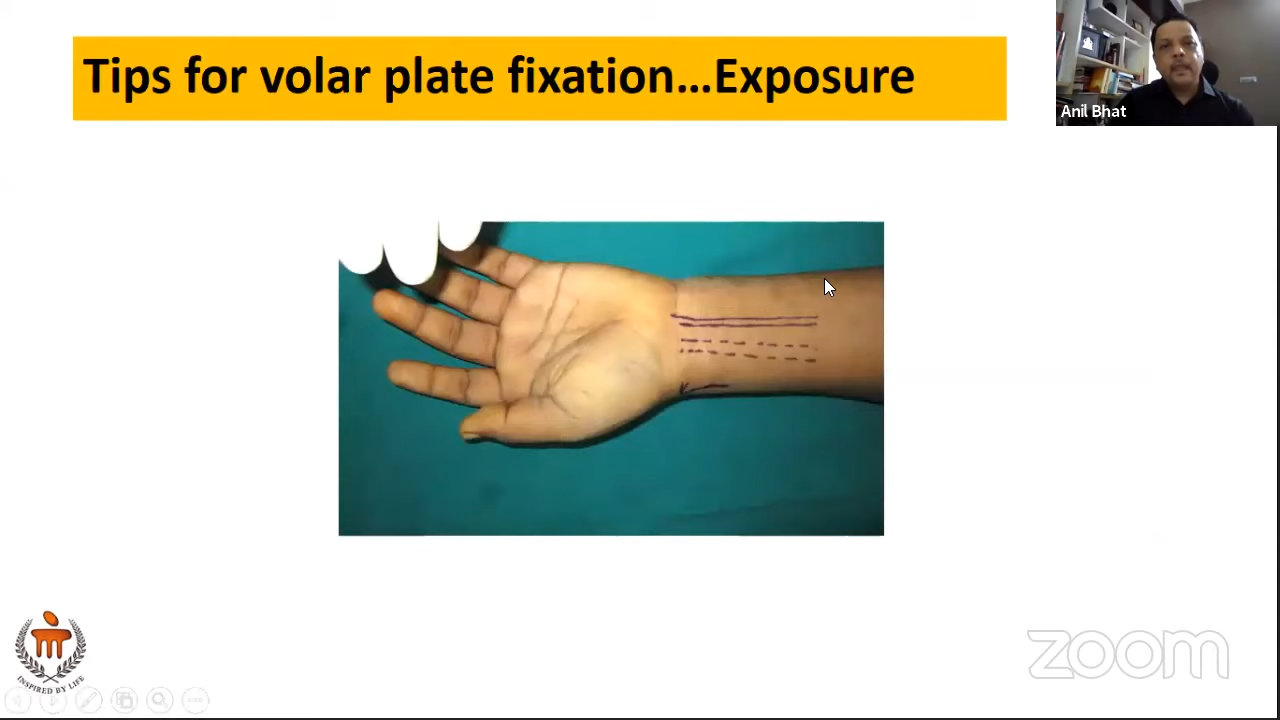 Tips for volar plate fixation...Exposure
Anil Bhat
INSPIRED BY LIFE
zoom